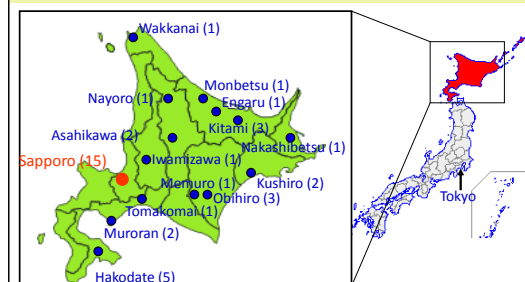 Wakkanai (1)
Monbetsu (1)
Nayoro (1)
Engaru (1)
Kitami (3)
Asahikawa (2)
Nakashibetsu (1)
Sapporo (15)
Iwamizawa (1)
Memuro (1)
Kushiro (2)
Obihiro (3)
Tomakomai (1)
Muroran (2)
Hakodate (5)
Tokyo